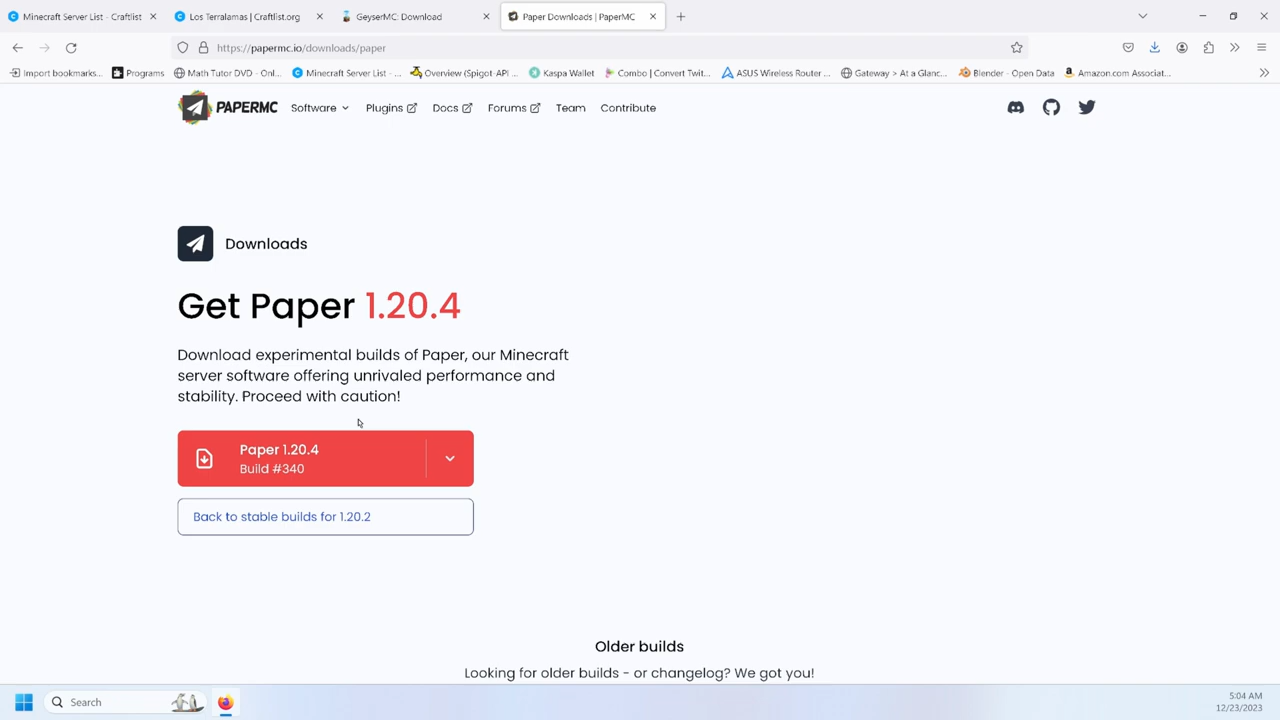 Minecraft Server List - Craftlist
Los Terralamas | Craftlist.org
GeyserMC: Download
Paper Downloads | PaperMC
https://papermc.io/downloads/paper
Import bookmarks...
Programs
Math Tutor DVD - Onl...
Minecraft Server List - ...
Overview (Spigot-API ...
Kaspa Wallet
Combo | Convert Twit...
ASUS Wireless Router ...
Gateway > At a Glanc...
Blender - Open Data
Amazon.com Associat...
PAPERMC
Software
Plugins
Docs
Forums
Team
Contribute
Downloads
Get Paper 1.20.4
Download experimental builds of Paper, our Minecraft
server software offering unrivaled performance and
stability. Proceed with caution!
Paper 1.20.4
Build #340
Back to stable builds for 1.20.2
Older builds
Looking for older builds - or changelog? We got you!
Search
5:04 AM
12/23/2023